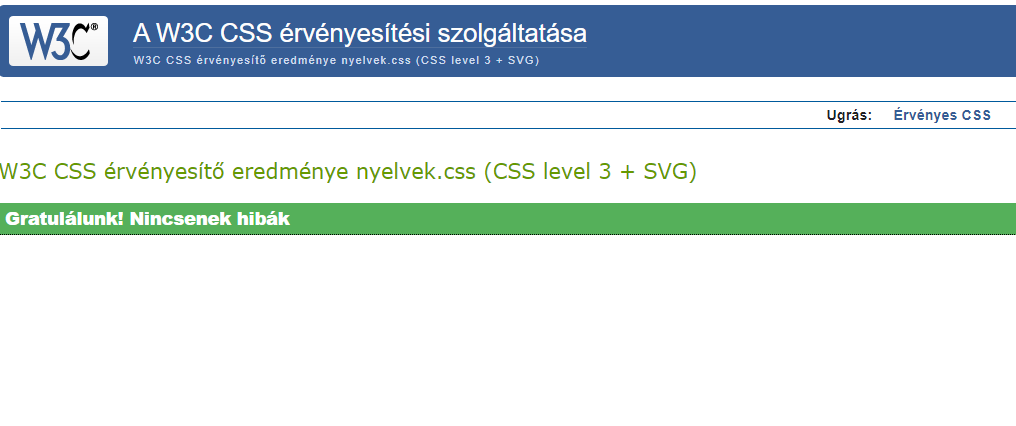 W3C®
A W3C CSS érvényesítési szolgáltatása
W3C CSS érvényesítő eredménye nyelvek.css (CSS level 3 + SVG)
Ugrás: Érvényes CSS
W3C CSS érvényesítő eredménye nyelvek.css (CSS level 3 + SVG)
Gratulálunk! Nincsenek hibák